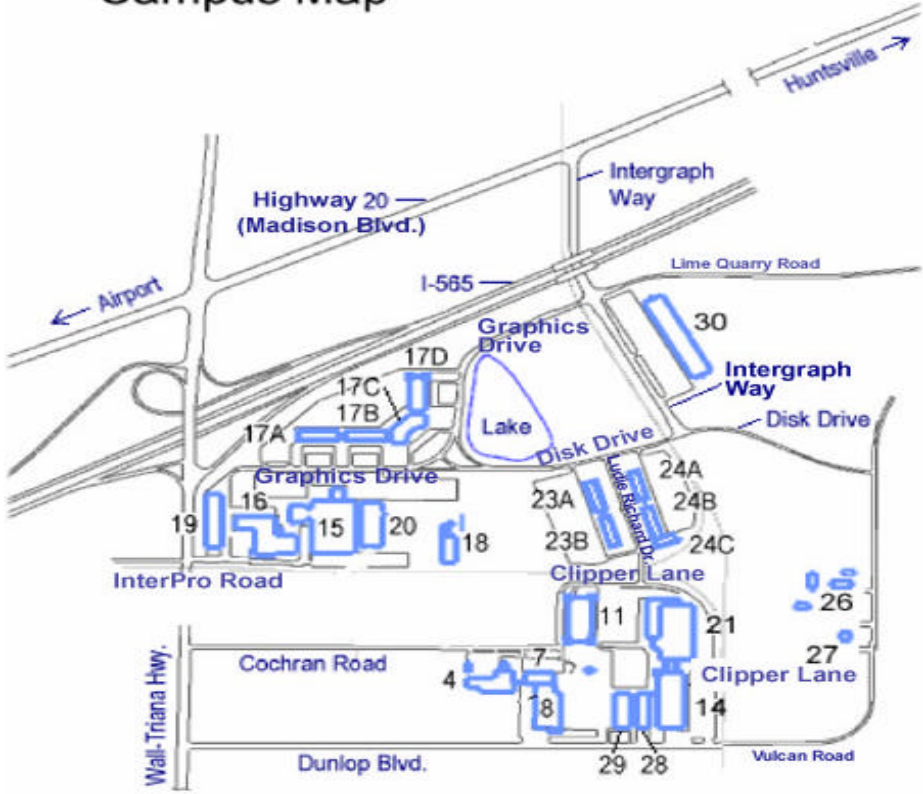 Campus Map
Huntsville
Intergraph
Way
Highway 20
(Madison Blvd.)
Lime Quarry Road
I-565
Airport
30
Graphics
Drive
17D
17C
17B
17A
Intergraph
Way
Disk Drive
Lake
Disk Drive
Graphics Drive
24A
23A
24B
Ludie Richard Dr.
16
19
15
20
18
23B
24C
InterPro Road
Clipper Lane
11
21
26
27
Cochran Road
7
4
Clipper Lane
8
14
Wall-Triana Hwy.
Dunlop Blvd.
29
28
Vulcan Road